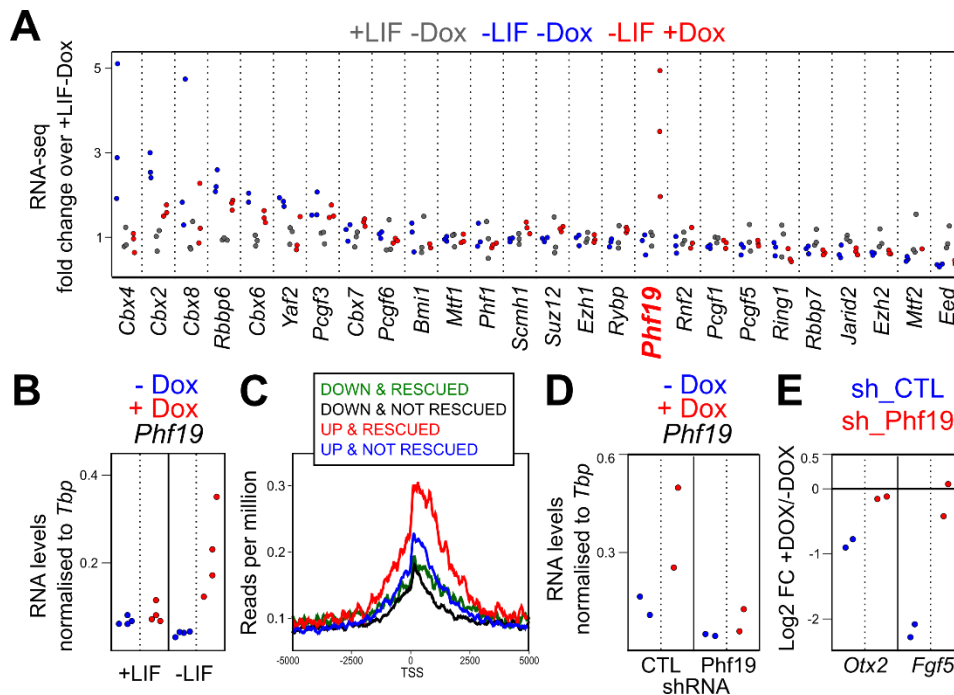 A
+LIF -Dox -LIF -Dox -LIF +Dox
RNA-seq
fold change over +LIF-Dox
5
3
1
Cbx4 Cbx2 Cbx8 Rbbp6 Cbx6 Yaf2 Pcgf3 Cbx7 Pcgf6 Bmi1 Mtf1 Phf1 Scmh1 Suz12 Ezh1 Rybp Phf19 Rnf2 Pcgf1 Pcgf5 Ring1 Rbbp7 Jarid2 Ezh2 Mtf2 Eed
B
- Dox
+ Dox
Phf19
RNA levels
normalised to Tbp
0.4
0.2
+LIF -LIF
C
DOWN & RESCUED
DOWN & NOT RESCUED
UP & RESCUED
UP & NOT RESCUED
Reads per million
0.3
0.2
0.1
-5000 -2500 0 2500 5000
TSS
D
- Dox
+ Dox
Phf19
RNA levels
normalised to Tbp
0.6
0.3
CTL Phf19
shRNA
E
sh_CTL
sh_Phf19
Log2 FC +DOX/-DOX
0
-1
-2
Otx2 Fgf5